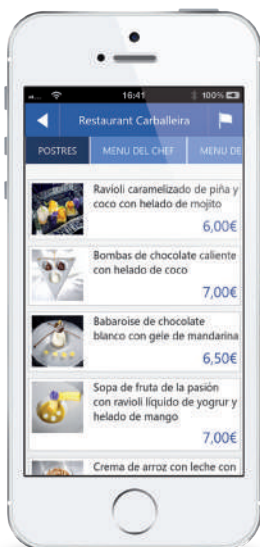 16:41 100%
Restaurant Carballeira
POSTRES MENU DEL CHEF MENU DE
Ravioli caramelizado de piña y
coco con helado de mojito
6,00€
Bombas de chocolate caliente
con helado de coco
7,00€
Babaroise de chocolate
blanco con gele de mandarina
6,50€
Sopa de fruta de la pasión
con ravioli líquido de yogrur y
helado de mango
7,00€
Crema de arroz con leche con